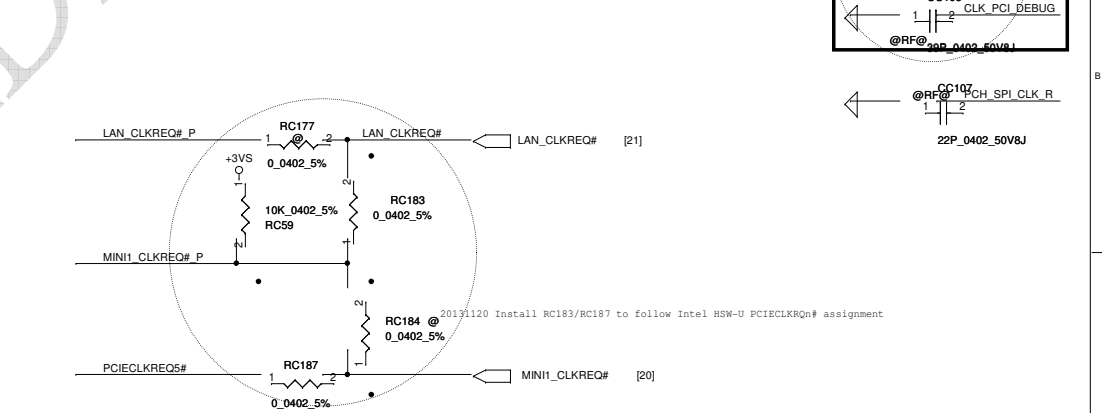 CLK_PCI_DEBUG
1 2
@RF@
39P_0402_50V8J
B
CC107
@RF@ PCH_SPI_CLK_R
1 2
22P_0402_50V8J
RC177
LAN_CLKREQ#_P 1 @ 2 LAN_CLKREQ# LAN_CLKREQ# [21]
0_0402_5%
+3VS
1
2
10K_0402_5%
RC59
RC183
0_0402_5%
2
1
MINI1_CLKREQ#_P
2
RC184 @
0_0402_5%
20131120 Install RC183/RC187 to follow Intel HSW-U PCIECLKRQn# assignment
1
RC187
PCIECLKREQ5# 1 2 MINI1_CLKREQ# [20]
0_0402_5%